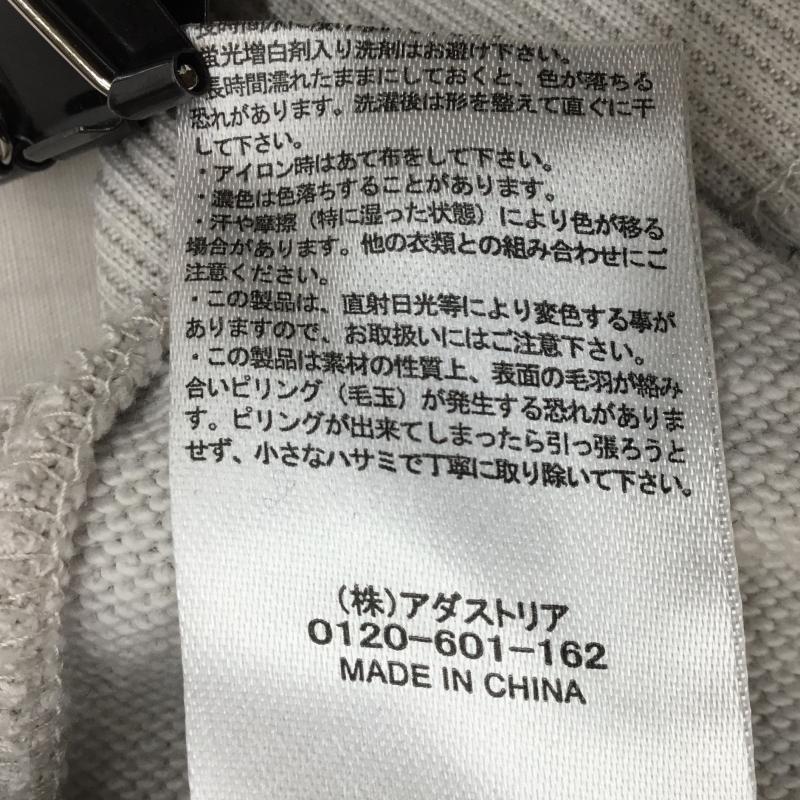 蛍光増白剤入り洗剤はお避け下さい。
長時間濡れたままにしておくと、色が落ちる
恐れがあります。洗濯後は形を整えて直ぐに干
して下さい。
・アイロン時はあて布をして下さい。
・濃色は色落ちすることがあります。
・汗や摩擦（特に湿った状態）により色が移る
場合があります。他の衣類との組み合わせにご
注意ください。
・この製品は、直射日光等により変色する事が
ありますので、お取扱いにはご注意下さい。
・この製品は素材の性質上、表面の毛羽が絡み
合いピリング（毛玉）が発生する恐れがありま
す。ピリングが出来てしまったら引っ張ろうと
せず、小さなハサミで丁寧に取り除いて下さい。
(株)アダストリア
0120-601-162
MADE IN CHINA